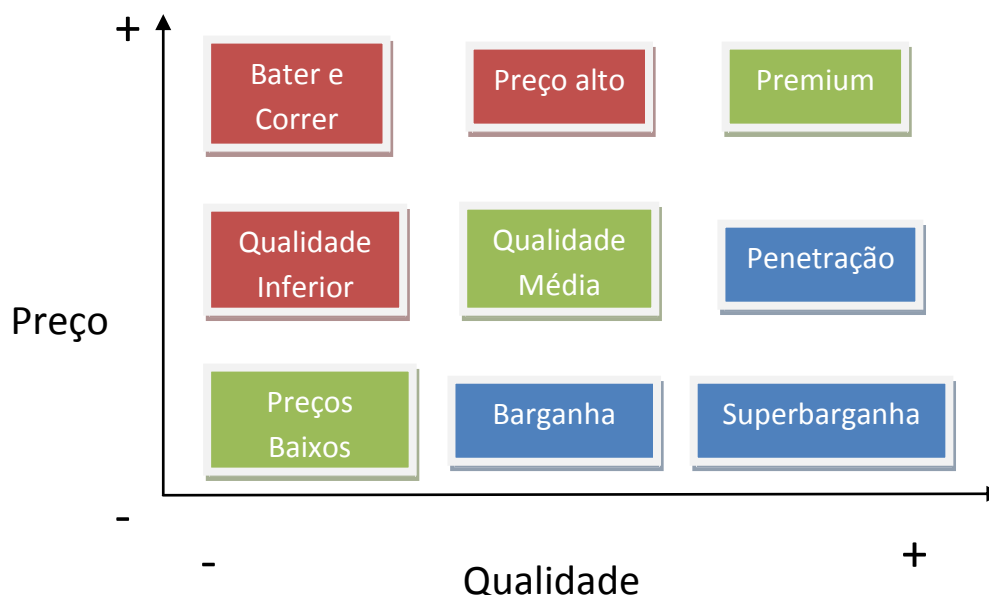 +
Bater e
Correr
Preço alto
Premium
Qualidade
Inferior
Qualidade
Média
Penetração
Preço
Preços
Baixos
Barganha
Superbarganha
-
-
+
Qualidade